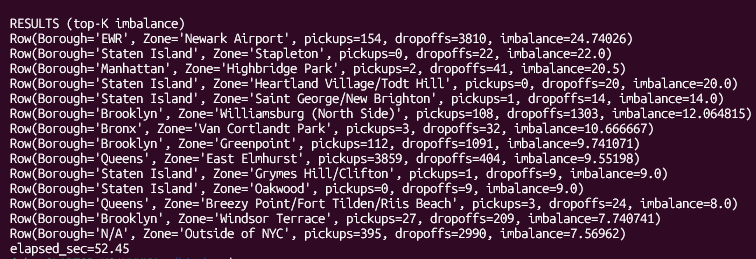 RESULTS (top-K imbalance)
Row(Borough='EWR', Zone='Newark Airport', pickups=154, dropoffs=3810, imbalance=24.74026)
Row(Borough='Staten Island', Zone='Stapleton', pickups=0, dropoffs=22, imbalance=22.0)
Row(Borough='Manhattan', Zone='Highbridge Park', pickups=2, dropoffs=41, imbalance=20.5)
Row(Borough='Staten Island', Zone='Heartland Village/Todt Hill', pickups=0, dropoffs=20, imbalance=20.0)
Row(Borough='Staten Island', Zone='Saint George/New Brighton', pickups=1, dropoffs=14, imbalance=14.0)
Row(Borough='Brooklyn', Zone='Williamsburg (North Side)', pickups=108, dropoffs=1303, imbalance=12.064815)
Row(Borough='Bronx', Zone='Van Cortlandt Park', pickups=3, dropoffs=32, imbalance=10.666667)
Row(Borough='Brooklyn', Zone='Greenpoint', pickups=112, dropoffs=1091, imbalance=9.741071)
Row(Borough='Queens', Zone='East Elmhurst', pickups=3859, dropoffs=404, imbalance=9.55198)
Row(Borough='Staten Island', Zone='Grymes Hill/Clifton', pickups=1, dropoffs=9, imbalance=9.0)
Row(Borough='Staten Island', Zone='Oakwood', pickups=0, dropoffs=9, imbalance=9.0)
Row(Borough='Queens', Zone='Breezy Point/Fort Tilden/Riis Beach', pickups=3, dropoffs=24, imbalance=8.0)
Row(Borough='Brooklyn', Zone='Windsor Terrace', pickups=27, dropoffs=209, imbalance=7.740741)
Row(Borough='N/A', Zone='Outside of NYC', pickups=395, dropoffs=2990, imbalance=7.56962)
elapsed_sec=52.45